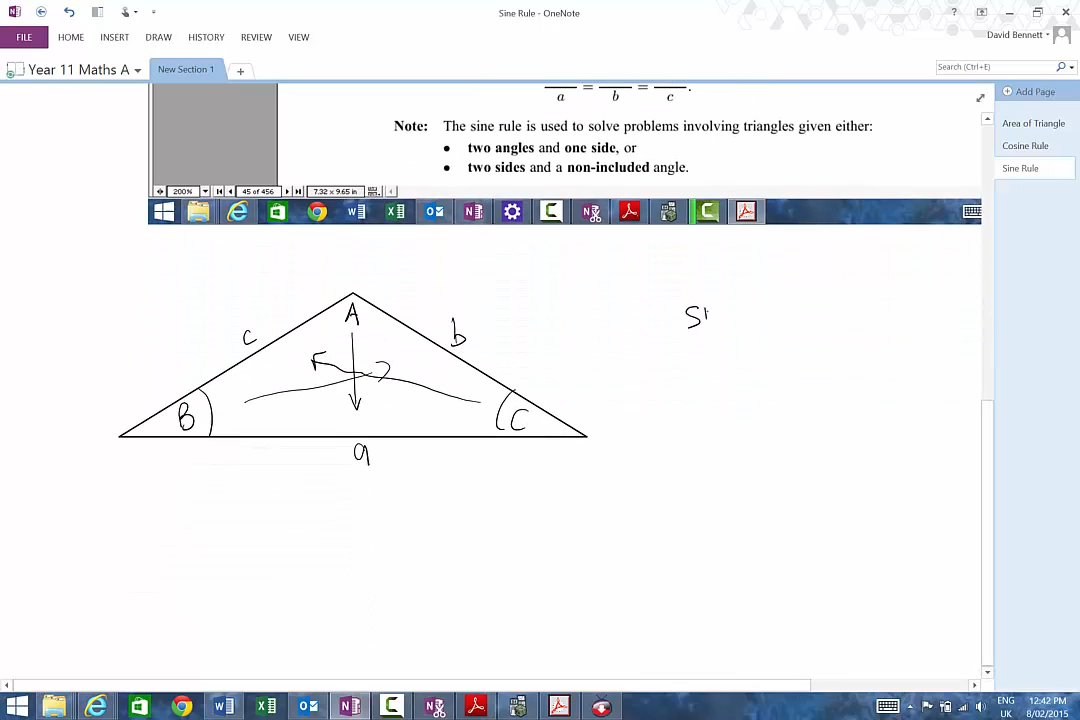 Sine Rule - OneNote
?
FILE
HOME
INSERT
DRAW
HISTORY
REVIEW
VIEW
David Bennett
Year 11 Maths A
New Section 1
+
Search (Ctrl+E)
Add Page
Area of Triangle
Cosine Rule
Sine Rule
a = b = c .
Note: The sine rule is used to solve problems involving triangles given either:
• two angles and one side, or
• two sides and a non-included angle.
200%
45 of 456
7.32 x 9.65 in
A
c
b
B
C
a
si
ENG
UK
12:42 PM
8/02/2015